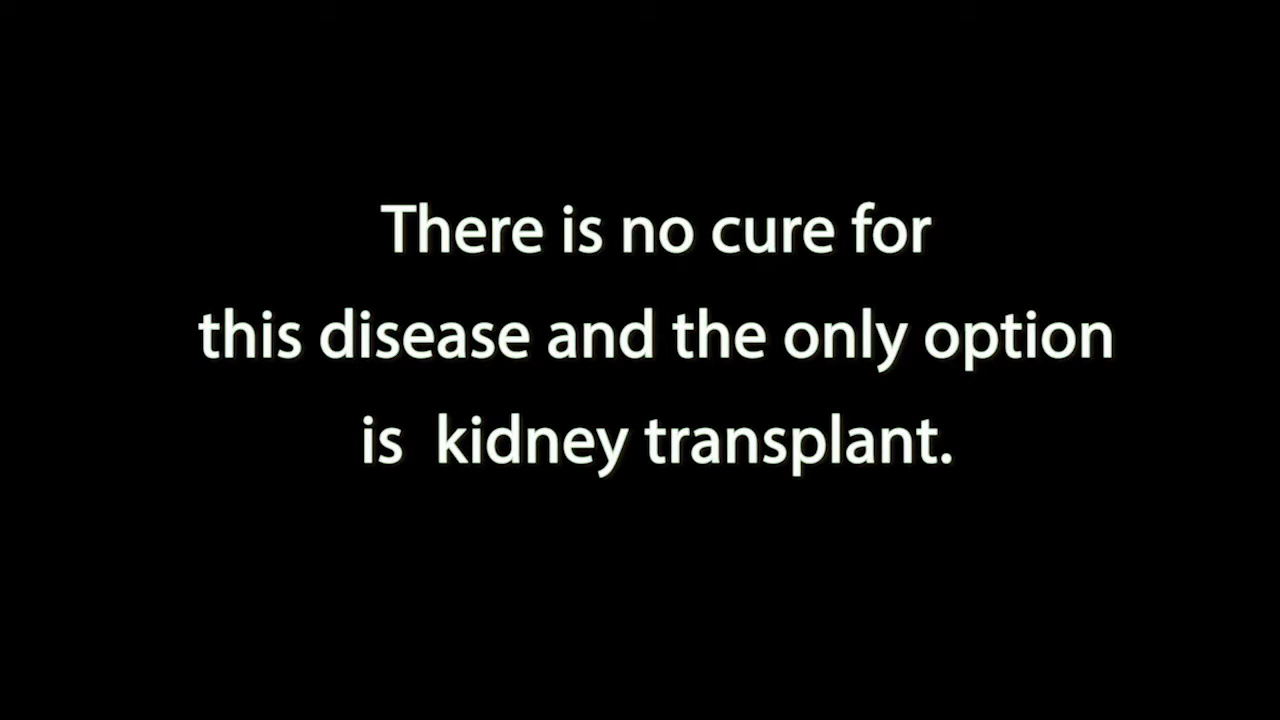 There is no cure for
this disease and the only option
is  kidney transplant.